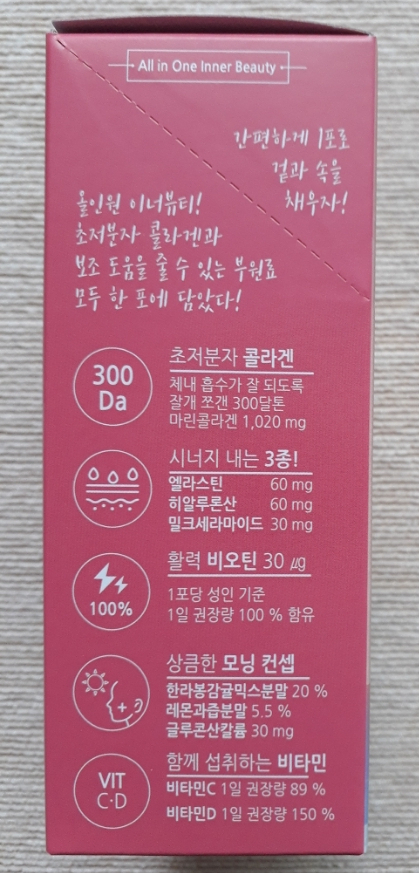 All in One Inner Beauty
간편하게 1포로
겉과 속을
채우자!
올인원 이너뷰티!
초저분자 콜라겐과
보조 도움을 줄 수 있는 부원료
모두 한 포에 담았다!
300
Da
초저분자 콜라겐
체내 흡수가 잘 되도록
잘개 쪼갠 300달톤
마린콜라겐 1,020 mg
시너지 내는 3종!
엘라스틴 60 mg
히알루론산 60 mg
밀크세라마이드 30 mg
100%
활력 비오틴 30 ㎍
1포당 성인 기준
1일 권장량 100 % 함유
상큼한 모닝 컨셉
한라봉감귤믹스분말 20 %
레몬과즙분말 5.5 %
글루콘산칼륨 30 mg
VIT
C·D
함께 섭취하는 비타민
비타민C 1일 권장량 89 %
비타민D 1일 권장량 150 %